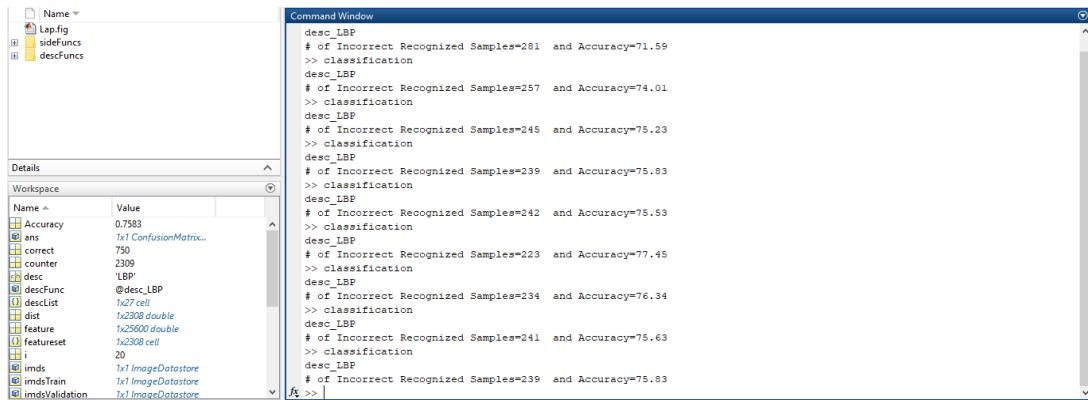 Name
Lap.fig
sideFuncs
descFuncs
Details
Workspace
Name Value
Accuracy 0.7583
ans 1x1 ConfusionMatrix...
correct 750
counter 2309
desc 'LBP'
descFunc @desc_LBP
descList 1x27 cell
dist 1x2308 double
feature 1x25600 double
featureset 1x2308 cell
i 20
imds 1x1 ImageDatastore
imdsTrain 1x1 ImageDatastore
imdsValidation 1x1 ImageDatastore
Command Window
desc_LBP
# of Incorrect Recognized Samples=281 and Accuracy=71.59
>> classification
desc_LBP
# of Incorrect Recognized Samples=257 and Accuracy=74.01
>> classification
desc_LBP
# of Incorrect Recognized Samples=245 and Accuracy=75.23
>> classification
desc_LBP
# of Incorrect Recognized Samples=239 and Accuracy=75.83
>> classification
desc_LBP
# of Incorrect Recognized Samples=242 and Accuracy=75.53
>> classification
desc_LBP
# of Incorrect Recognized Samples=223 and Accuracy=77.45
>> classification
desc_LBP
# of Incorrect Recognized Samples=234 and Accuracy=76.34
>> classification
desc_LBP
# of Incorrect Recognized Samples=241 and Accuracy=75.63
>> classification
desc_LBP
# of Incorrect Recognized Samples=239 and Accuracy=75.83
fx >>